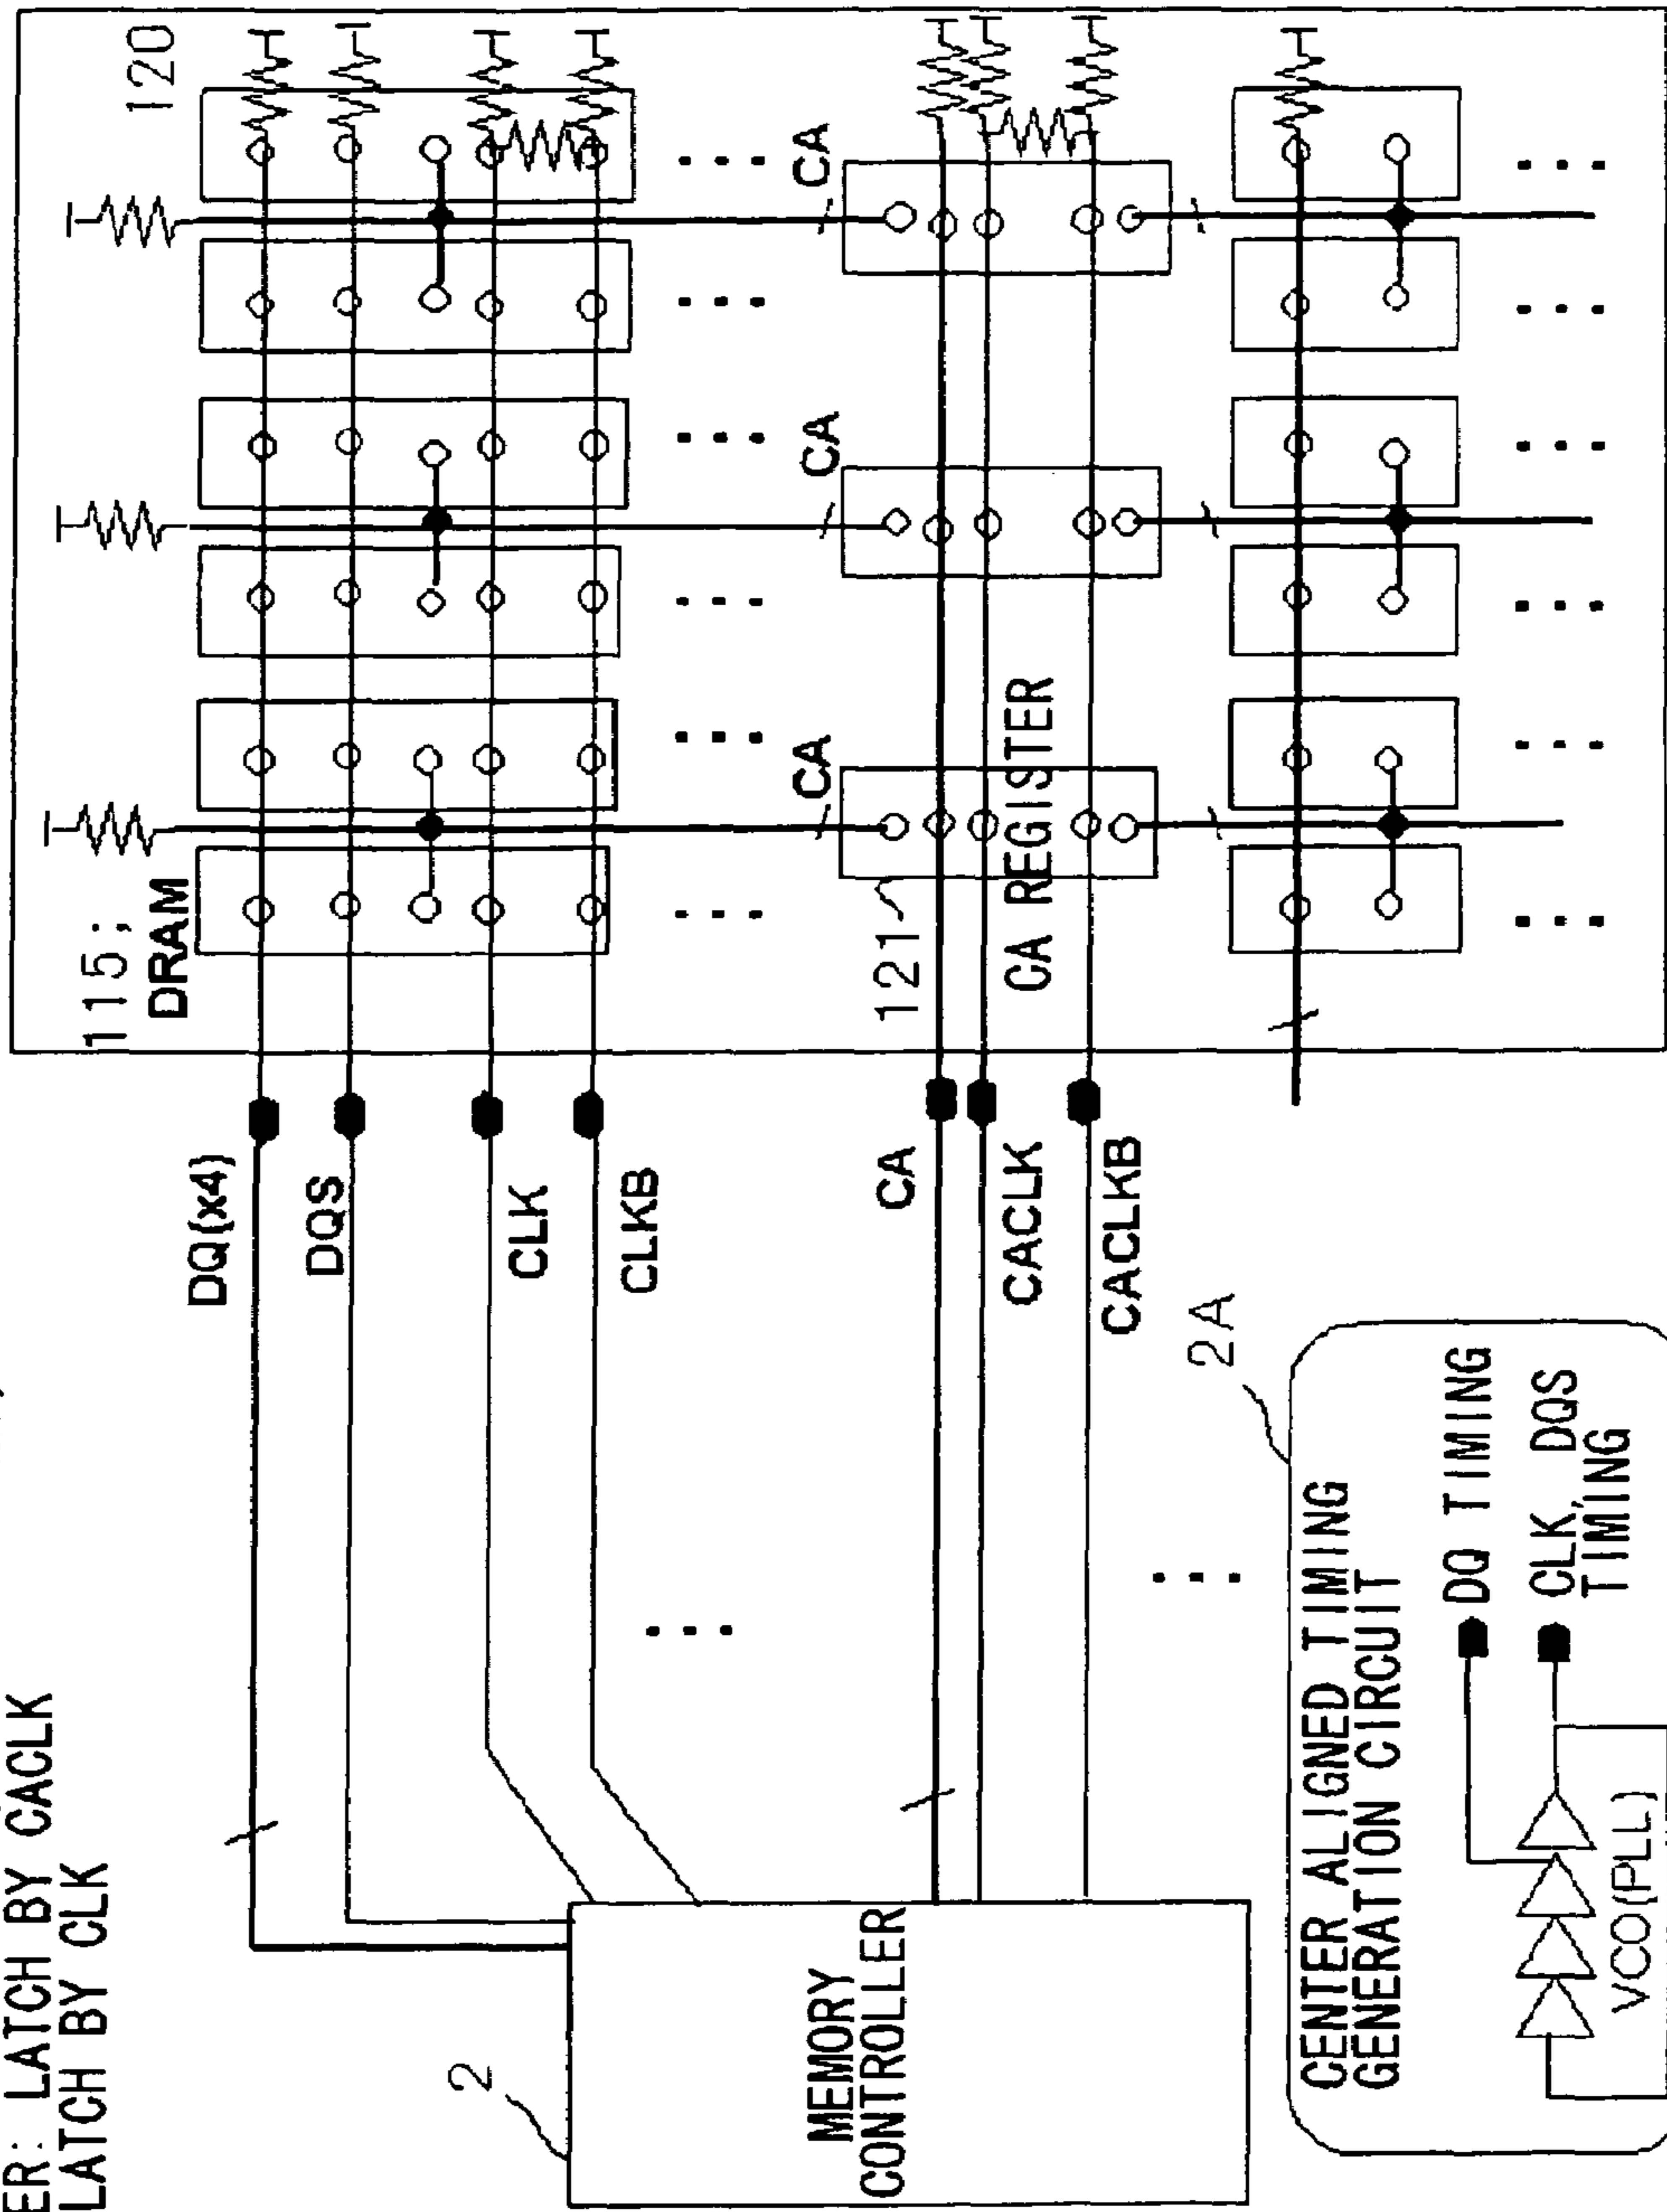 ER: LATCH BY CACLK
LATCH BY CLK
120
115;
DRAM
DQ(x4)
DQS
CLK
CLKB
CA
CA
CA
121
CA REGISTER
CA
CACLK
CACLKB
2
MEMORY
CONTROLLER
2A
CENTER ALIGNED TIMING
GENERATION CIRCUIT
DQ TIMING
CLK, DQS
TIMING
VCO(PLL)